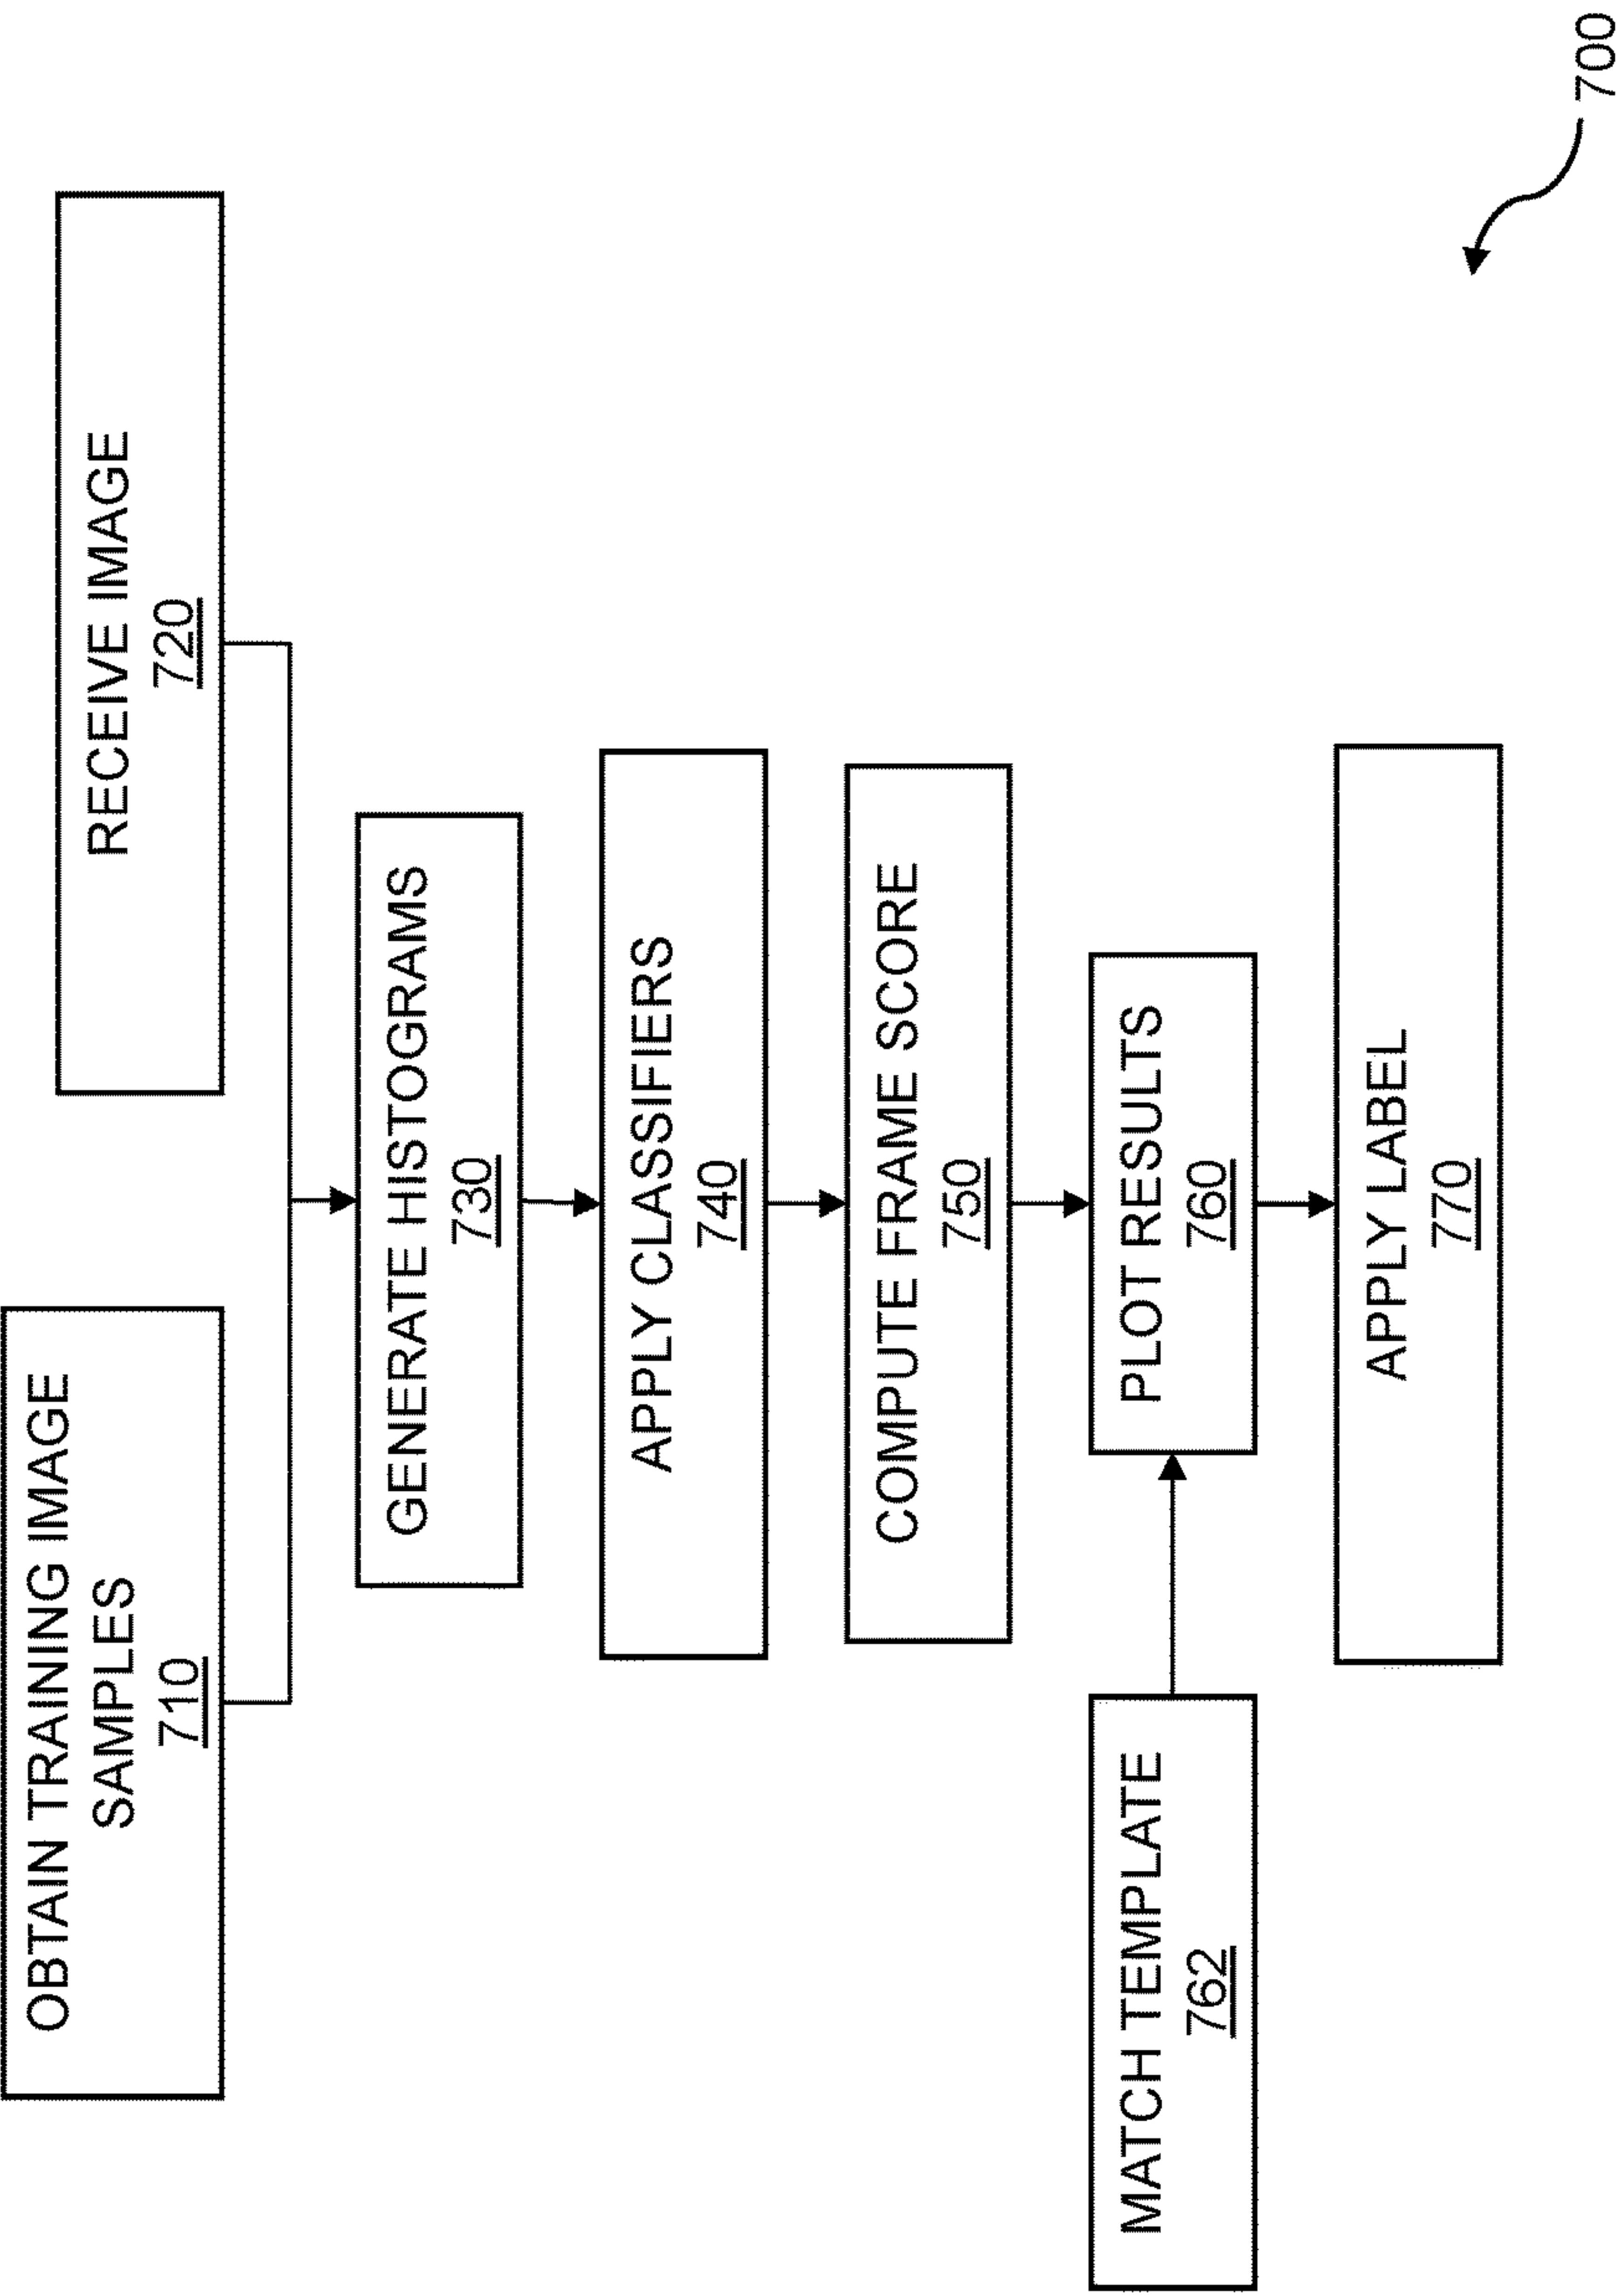 OBTAIN TRAINING IMAGE
SAMPLES
710
RECEIVE IMAGE
720
GENERATE HISTOGRAMS
730
APPLY CLASSIFIERS
740
COMPUTE FRAME SCORE
750
MATCH TEMPLATE
762
PLOT RESULTS
760
APPLY LABEL
770
700